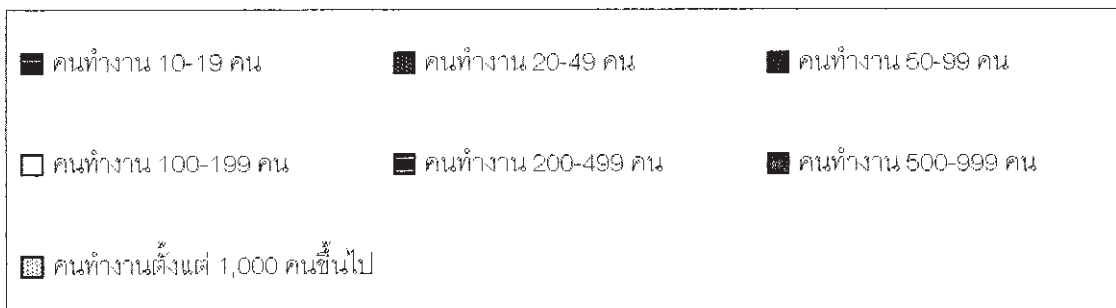 คนทำงาน 10-19 คน คนทำงาน 20-49 คน คนทำงาน 50-99 คน
คนทำงาน 100-199 คน คนทำงาน 200-499 คน คนทำงาน 500-999 คน
คนทำงานตั้งแต่ 1,000 คนขึ้นไป